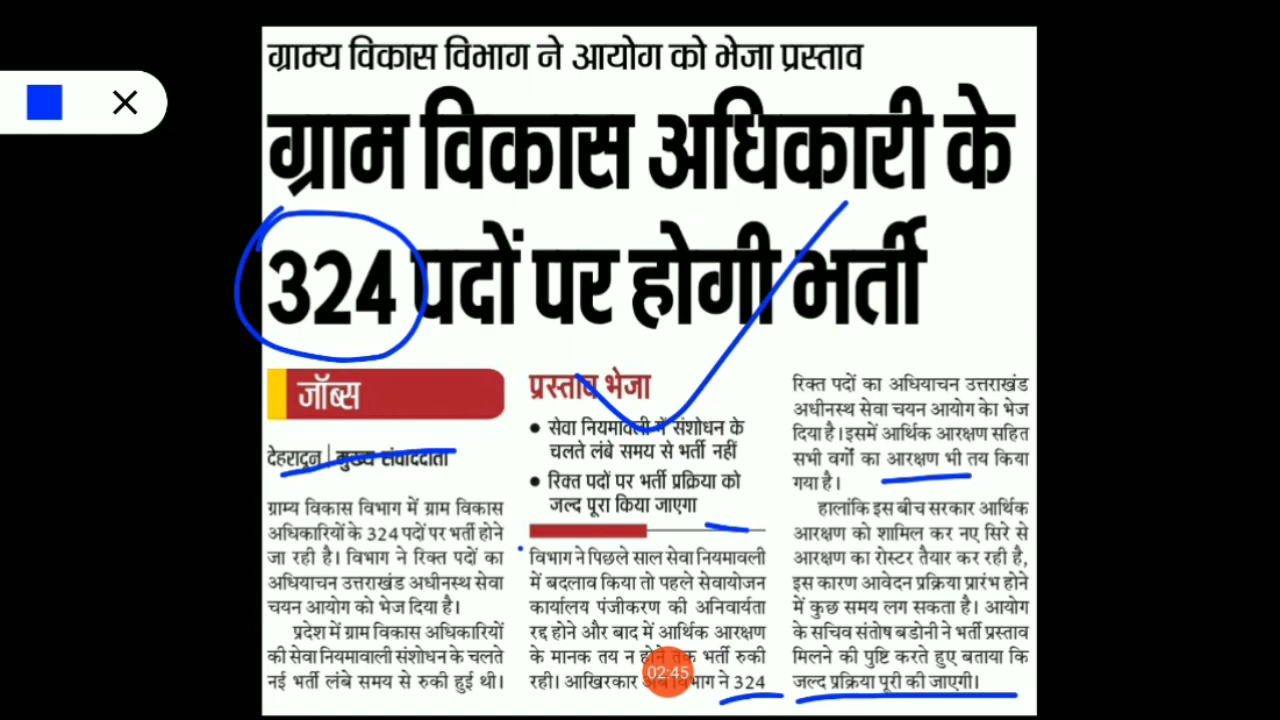 ग्राम्य विकास विभाग ने आयोग को भेजा प्रस्ताव
ग्राम विकास अधिकारी के
324 पदों पर होगी भर्ती
जॉब्स
देहरादून | मुख्य संवाददाता
ग्राम्य विकास विभाग में ग्राम विकास
अधिकारियों के 324 पदों पर भर्ती होने
जा रही है। विभाग ने रिक्त पदों का
अधियाचन उत्तराखंड अधीनस्थ सेवा
चयन आयोग को भेज दिया है।
प्रदेश में ग्राम विकास अधिकारियों
की सेवा नियमावाली संशोधन के चलते
नई भर्ती लंबे समय से रुकी हुई थी।
प्रस्ताव भेजा
● सेवा नियमावली में संशोधन के
चलते लंबे समय से भर्ती नहीं
● रिक्त पदों पर भर्ती प्रक्रिया को
जल्द पूरा किया जाएगा
विभाग ने पिछले साल सेवा नियमावली
में बदलाव किया तो पहले सेवायोजन
कार्यालय पंजीकरण की अनिवार्यता
रद्द होने और बाद में आर्थिक आरक्षण
के मानक तय न होने तक भर्ती रुकी
रही। आखिरकार अब विभाग ने 324
रिक्त पदों का अधियाचन उत्तराखंड
अधीनस्थ सेवा चयन आयोग को भेज
दिया है। इसमें आर्थिक आरक्षण सहित
सभी वर्गों का आरक्षण भी तय किया
गया है।
हालांकि इस बीच सरकार आर्थिक
आरक्षण को शामिल कर नए सिरे से
आरक्षण का रोस्टर तैयार कर रही है,
इस कारण आवेदन प्रक्रिया प्रारंभ होने
में कुछ समय लग सकता है। आयोग
के सचिव संतोष बडोनी ने भर्ती प्रस्ताव
मिलने की पुष्टि करते हुए बताया कि
जल्द प्रक्रिया पूरी की जाएगी।
02:45